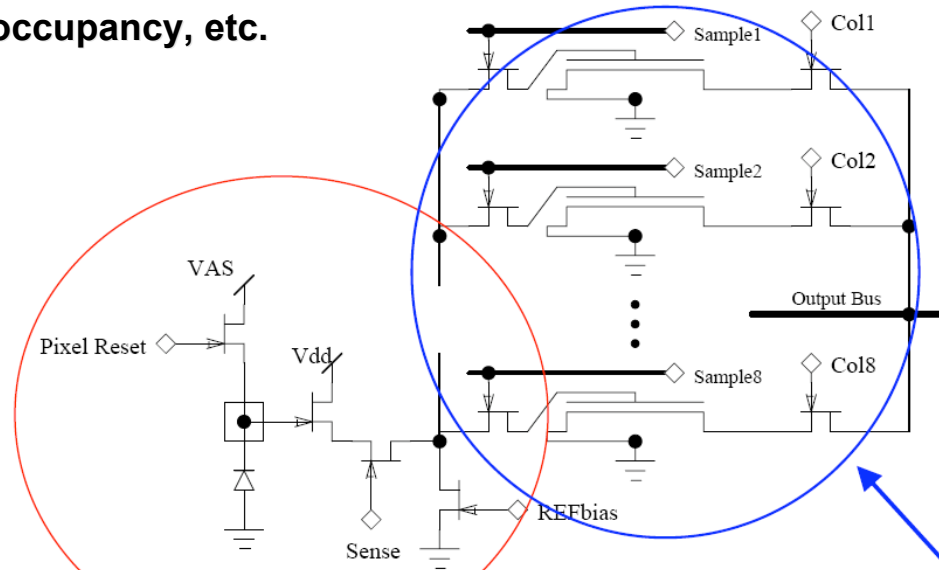 occupancy, etc.
Sample1
Col1
Sample2
Col2
VAS
Output Bus
Pixel Reset
Vdd
Sample8
Col8
REFbias
Sense